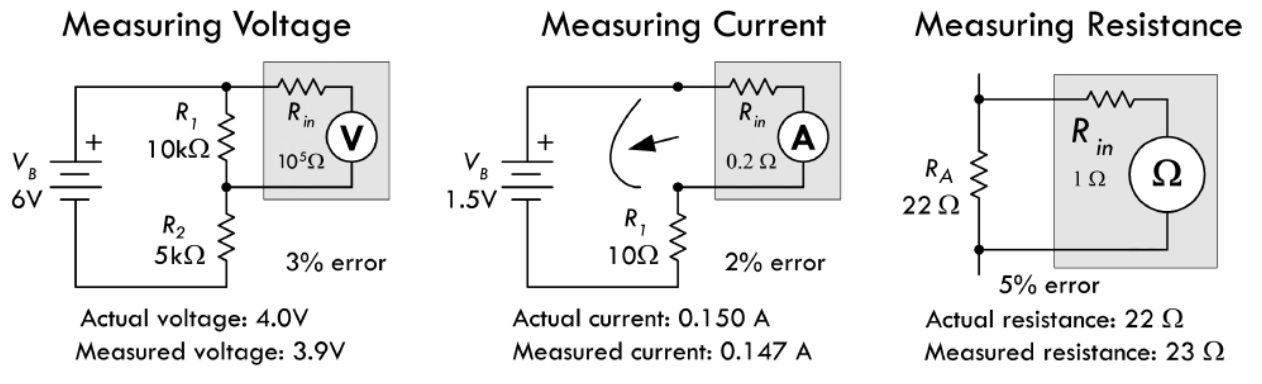 Measuring Voltage
V_B
6V
+
R_1
10kΩ
R_2
5kΩ
R_in
10⁵Ω
V
3% error
Actual voltage: 4.0V
Measured voltage: 3.9V
Measuring Current
V_B
1.5V
+
R_in
0.2 Ω
A
R_1
10Ω
2% error
Actual current: 0.150 A
Measured current: 0.147 A
Measuring Resistance
R_A
22 Ω
R_in
1 Ω
Ω
5% error
Actual resistance: 22 Ω
Measured resistance: 23 Ω